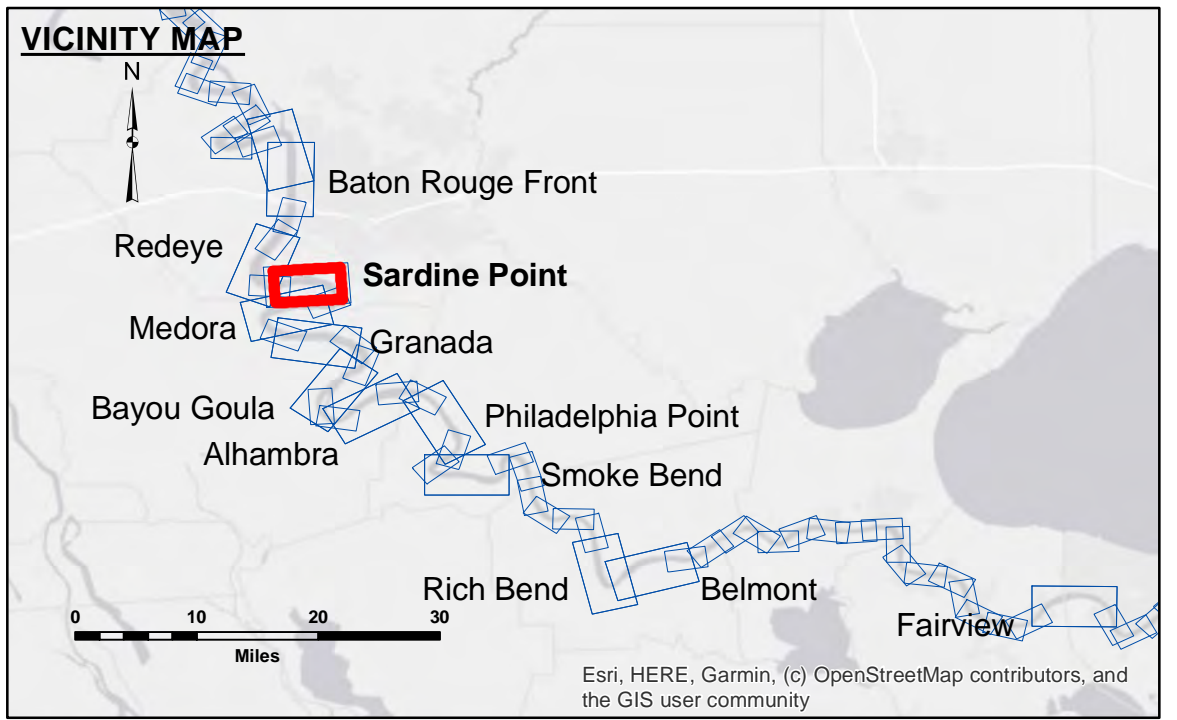 VICINITY MAP
N
Baton Rouge Front
Redeye
Sardine Point
Medora
Granada
Bayou Goula
Philadelphia Point
Alhambra
Smoke Bend
Rich Bend
Belmont
Fairview
0 10 20 30
Miles
Esri, HERE, Garmin, (c) OpenStreetMap contributors, and
the GIS user community